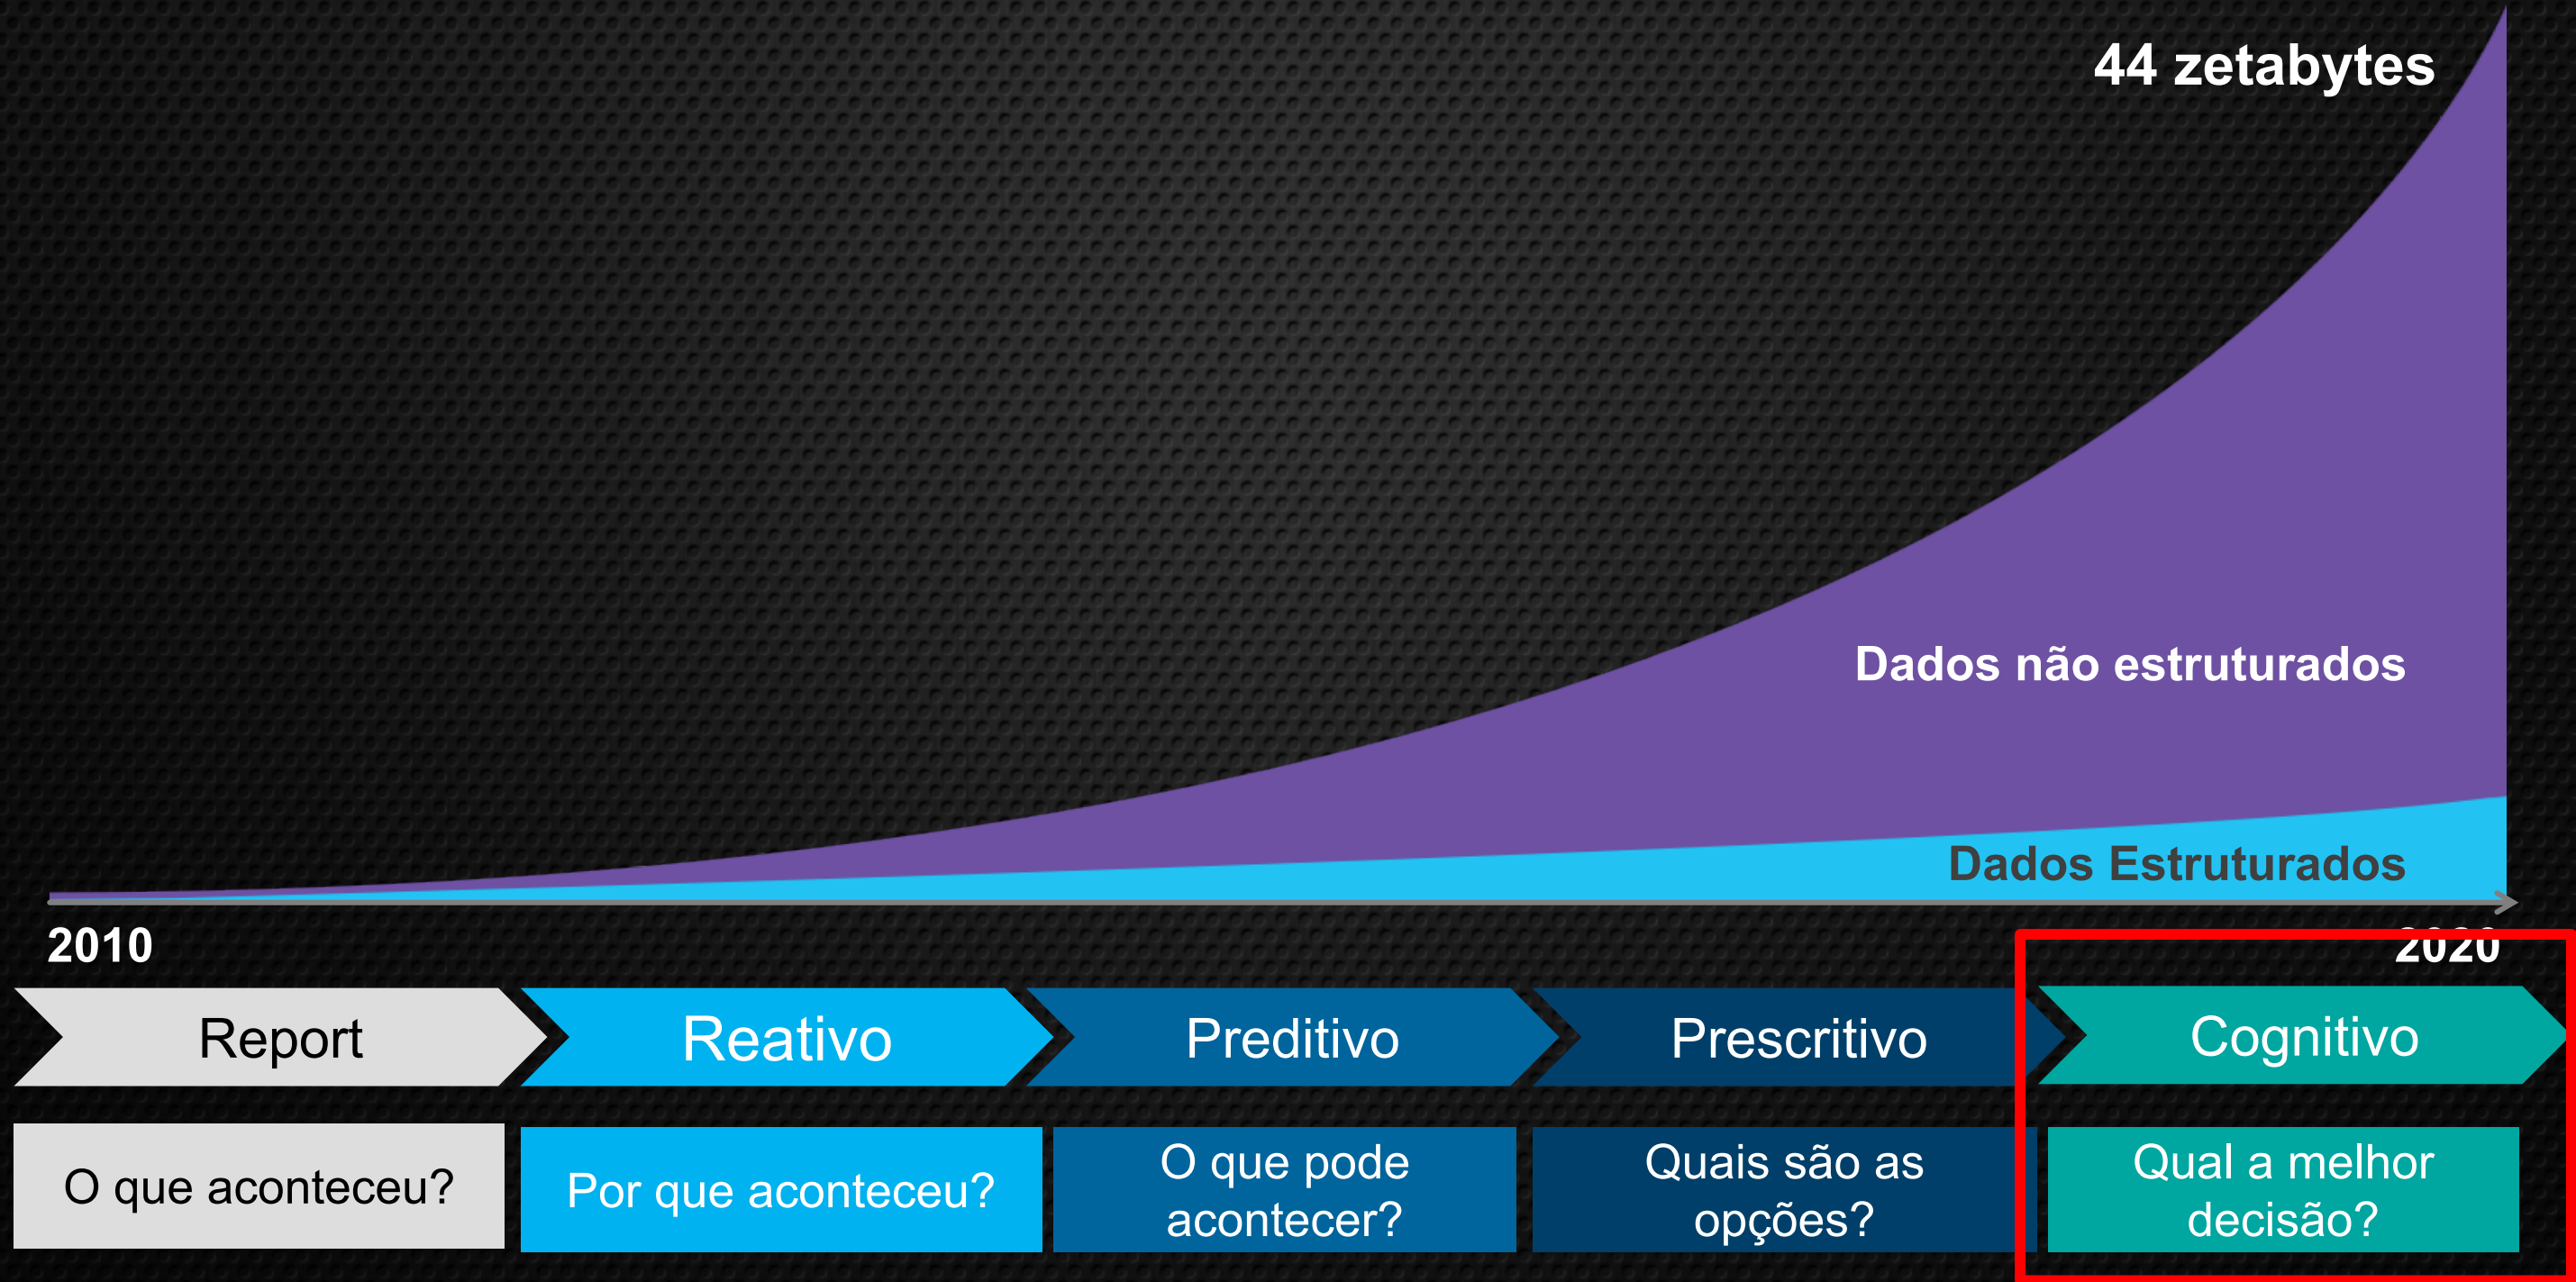 44 zetabytes
Dados não estruturados
Dados Estruturados
2010
2020
Report
Reativo
Preditivo
Prescritivo
Cognitivo
O que aconteceu?
Por que aconteceu?
O que pode
acontecer?
Quais são as
opções?
Qual a melhor
decisão?